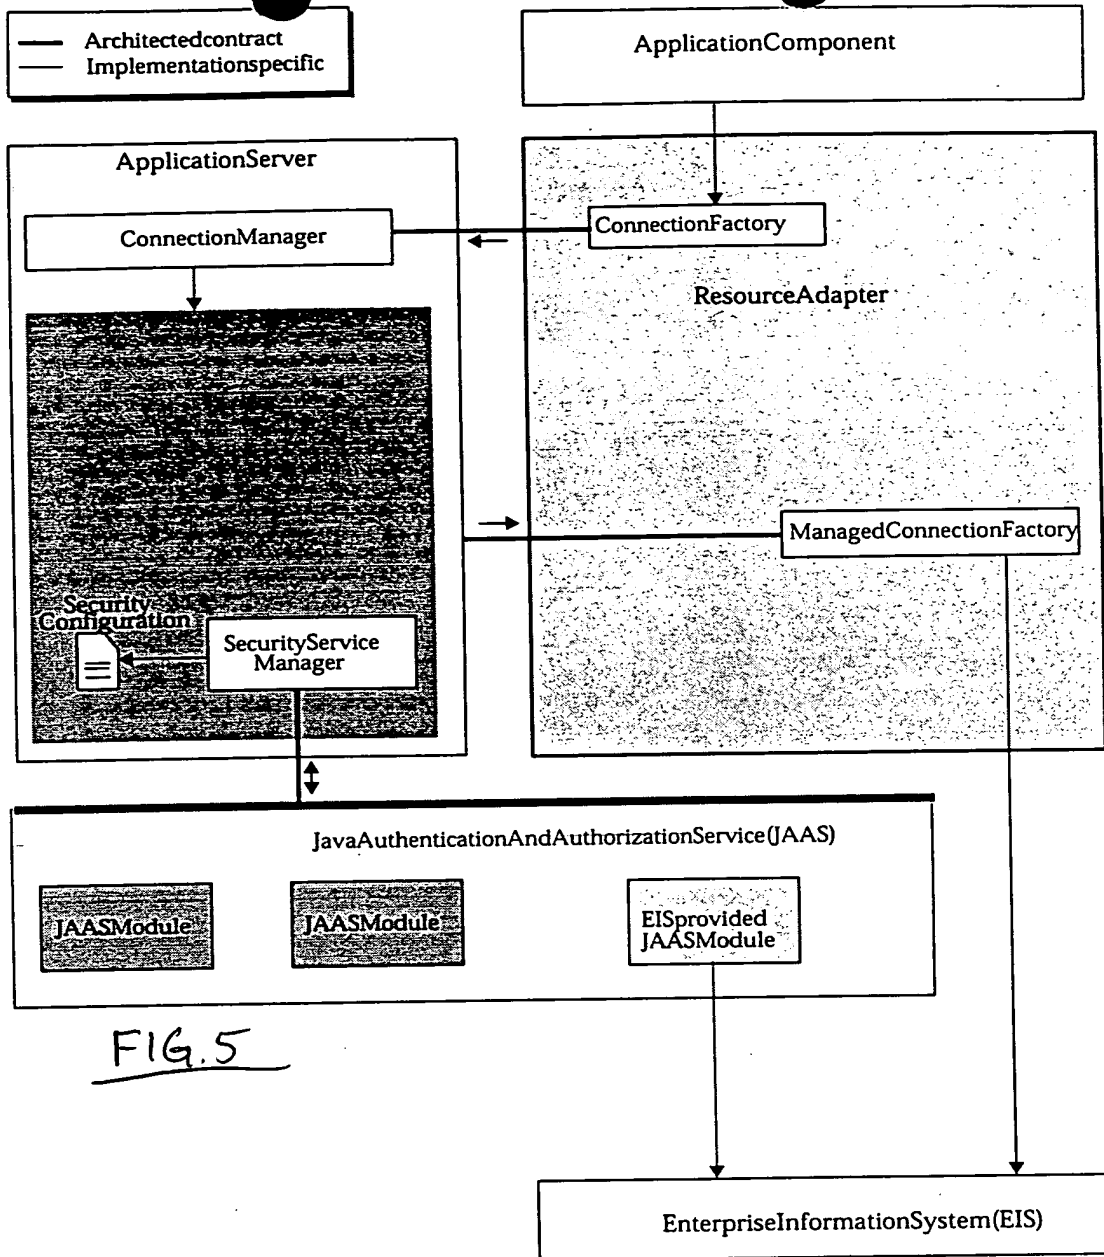 Architectedcontract
Implementationspecific
ApplicationComponent
ApplicationServer
ConnectionManager
ConnectionFactory
ResourceAdapter
ManagedConnectionFactory
Security
Configuration
SecurityService
Manager
JavaAuthenticationAndAuthorizationService(JAAS)
JAASModule
JAASModule
EISprovided
JAASModule
FIG.5
EnterpriseInformationSystem(EIS)